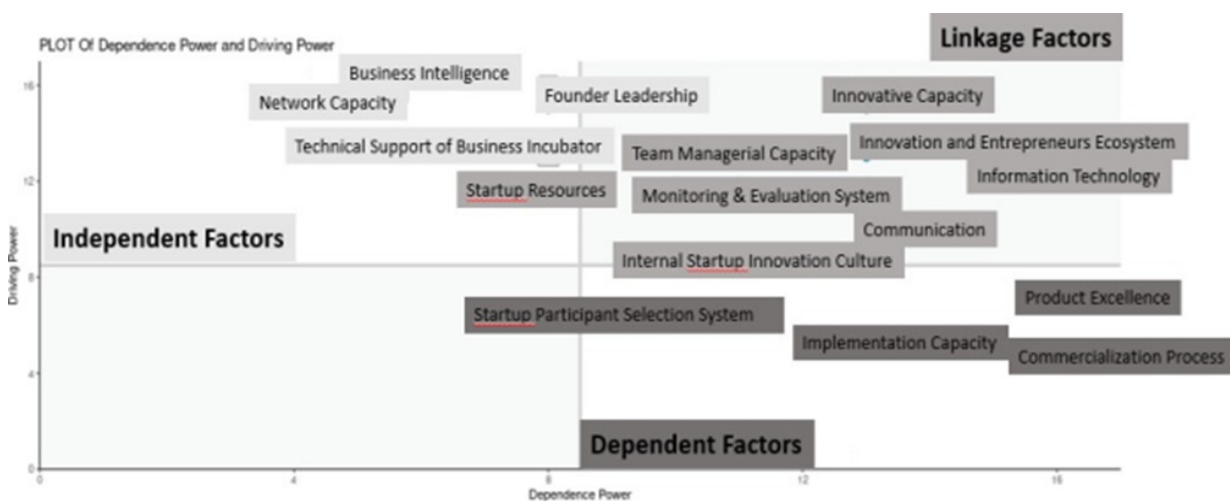 PLOT Of Dependence Power and Driving Power
Linkage Factors
Business Intelligence
Network Capacity
Founder Leadership
Innovative Capacity
Technical Support of Business Incubator
Team Managerial Capacity
Innovation and Entrepreneurs Ecosystem
Information Technology
Startup Resources
Monitoring & Evaluation System
Communication
Independent Factors
Internal Startup Innovation Culture
Product Excellence
Startup Participant Selection System
Implementation Capacity
Commercialization Process
Dependent Factors
Driving Power
16
12
8
4
0
0
4
8
12
16
Dependence Power